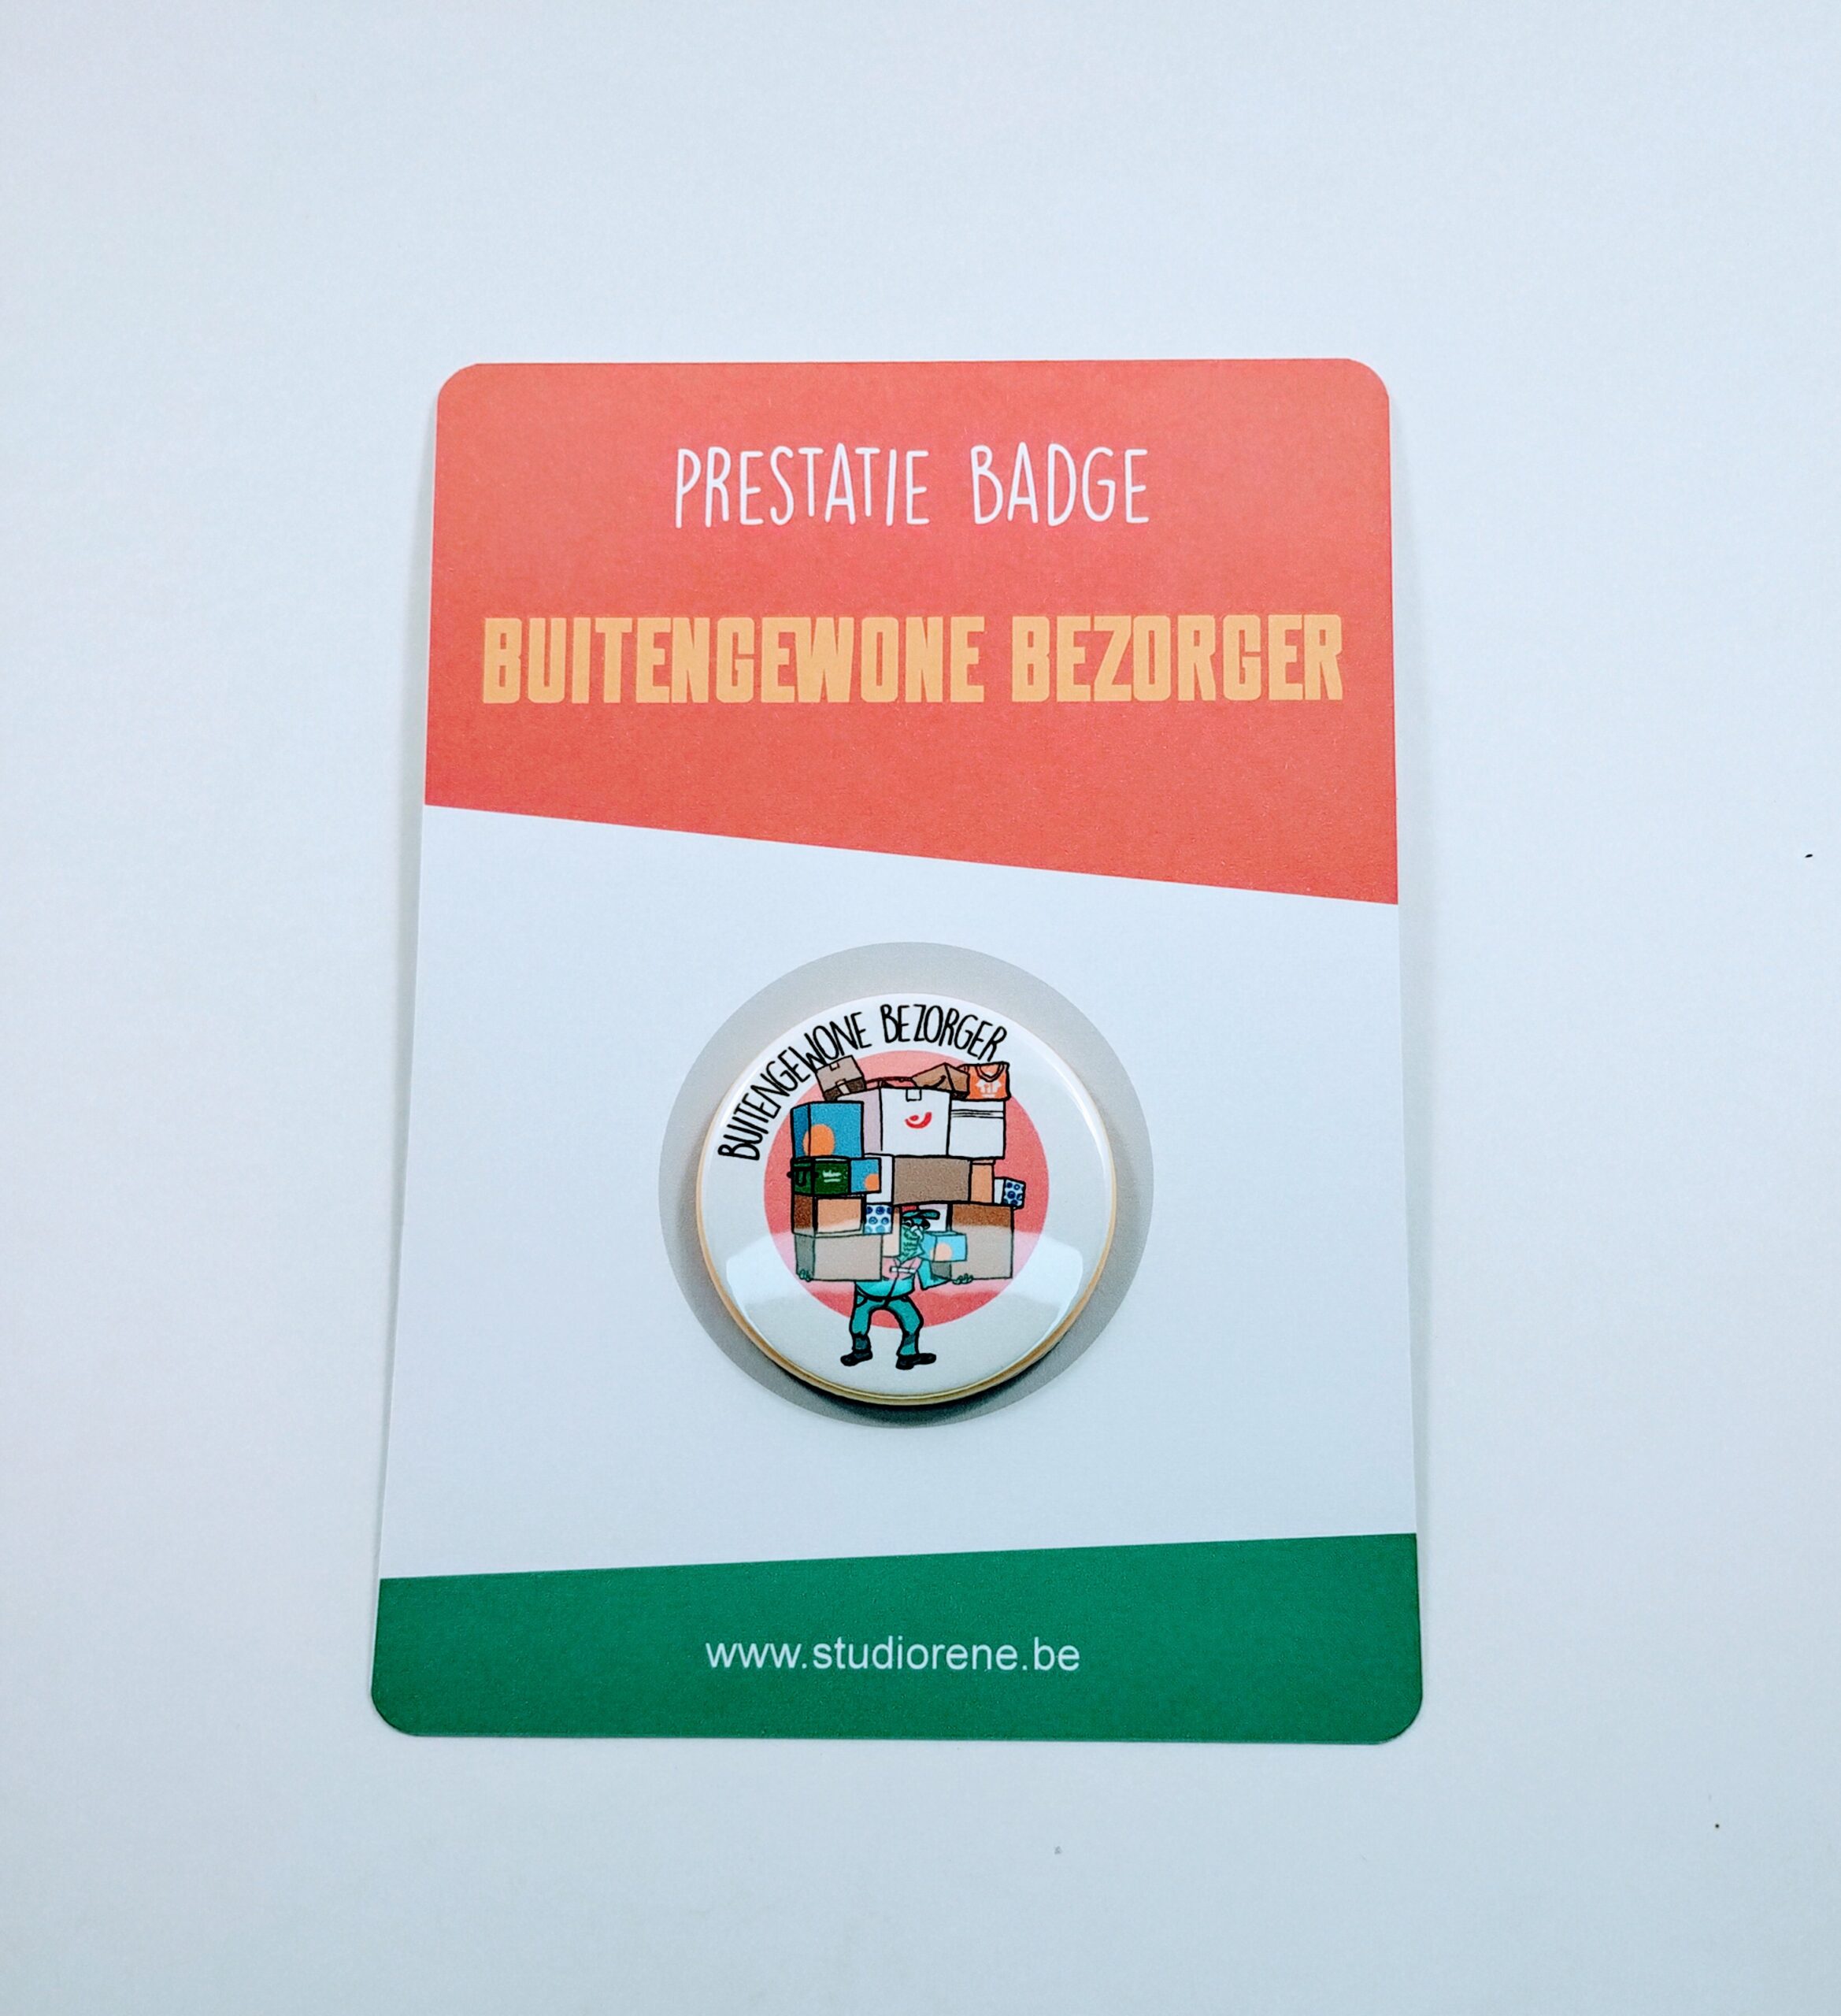 PRESTATIE BADGE
BUITENGEWONE BEZORGER
BUITENGEWONE BEZORGER
www.studiorene.be